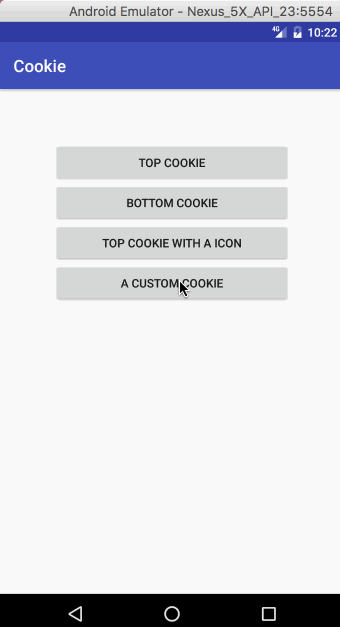 Android Emulator - Nexus_5X_API_23:5554
4G 10:22
Cookie
TOP COOKIE
BOTTOM COOKIE
TOP COOKIE WITH A ICON
A CUSTOM COOKIE